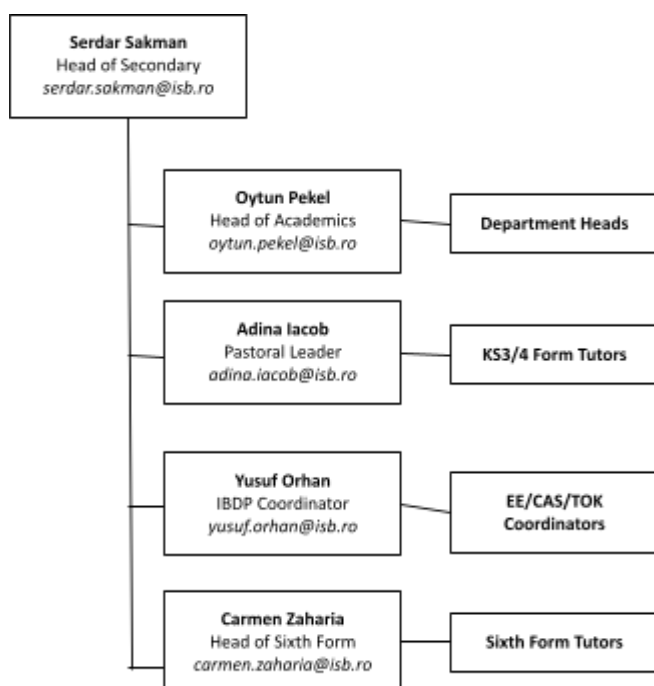 Serdar Sakman
Head of Secondary
serdar.sakman@isb.ro
Oytun Pekel
Head of Academics
oytun.pekel@isb.ro
Department Heads
Adina Iacob
Pastoral Leader
adina.iacob@isb.ro
KS3/4 Form Tutors
Yusuf Orhan
IBDP Coordinator
yusuf.orhan@isb.ro
EE/CAS/TOK
Coordinators
Carmen Zaharia
Head of Sixth Form
carmen.zaharia@isb.ro
Sixth Form Tutors